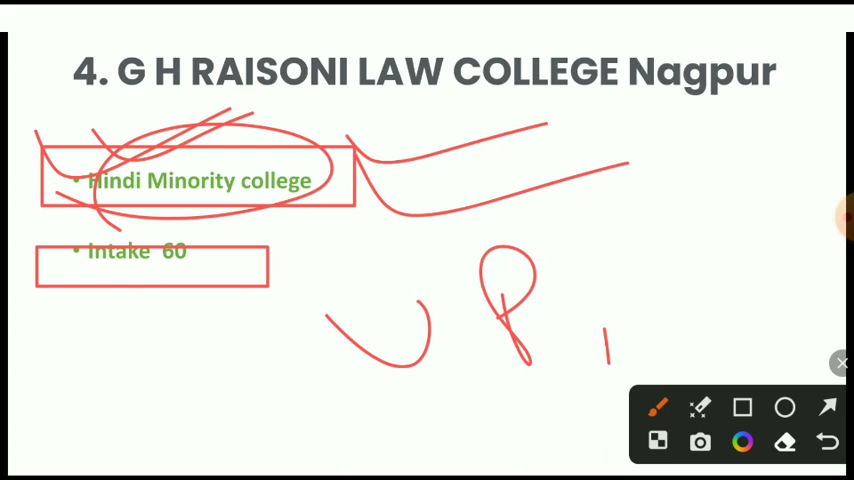 4. G H RAISONI LAW COLLEGE Nagpur
• Hindi Minority college
• Intake 60
U P